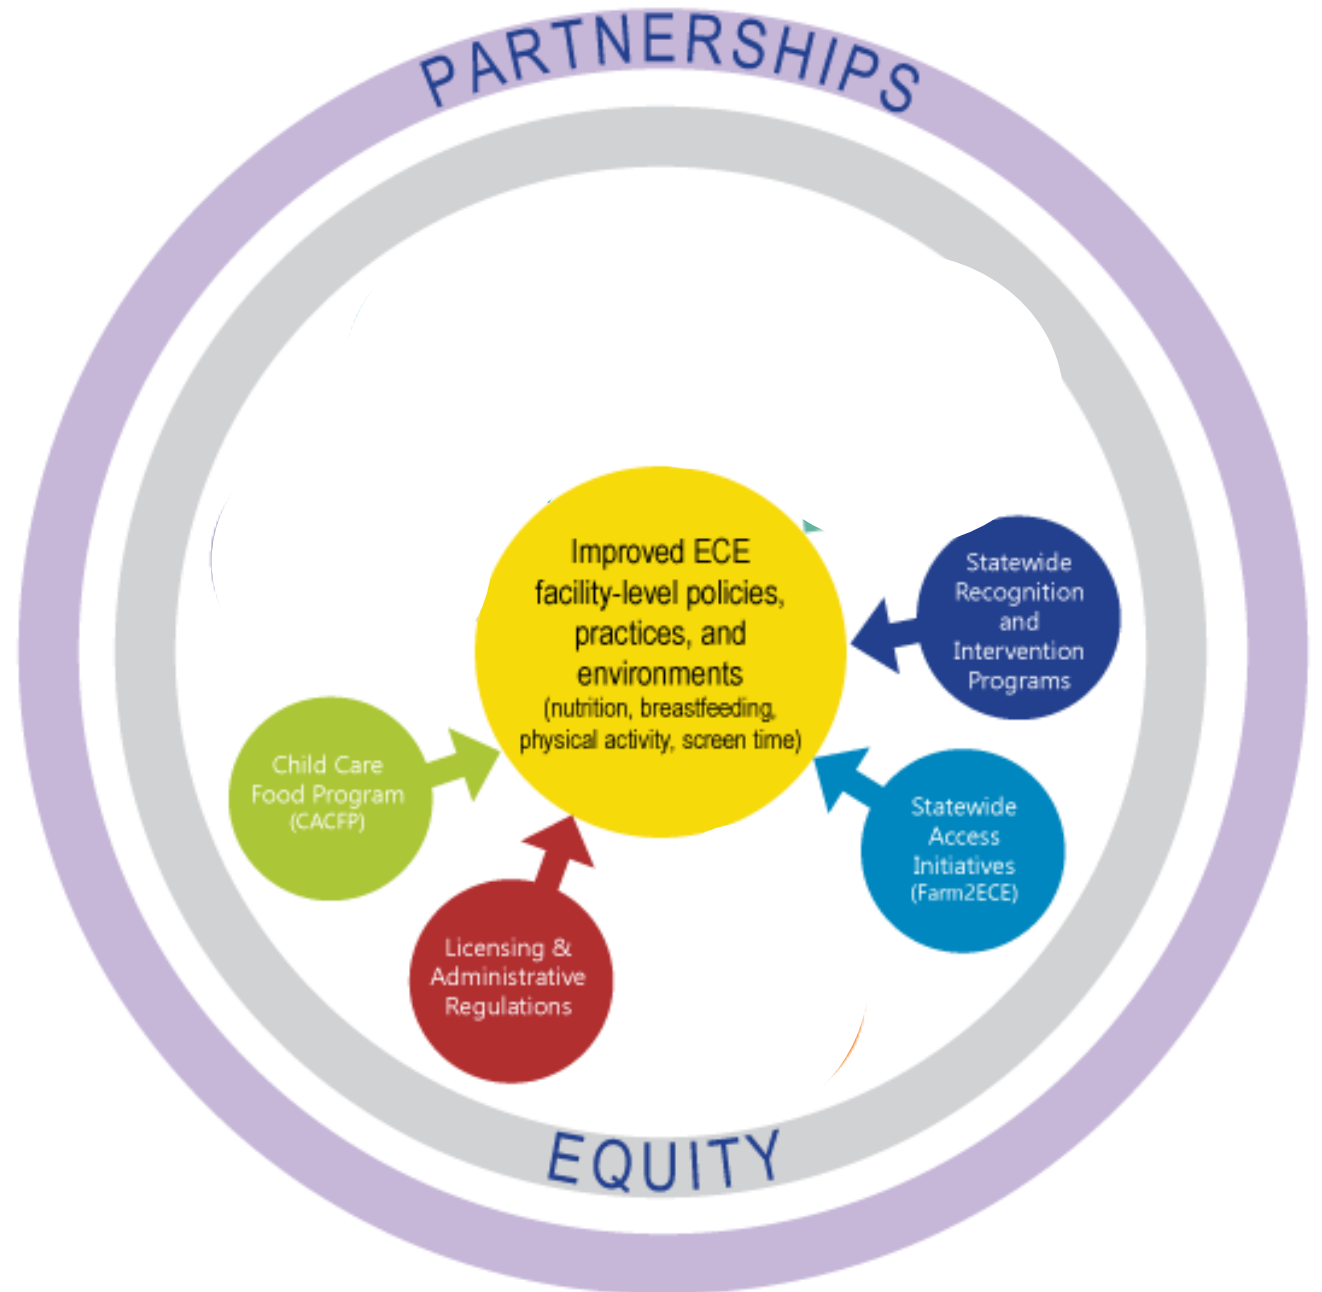 PARTNERSHIPS
Improved ECE
facility-level policies,
practices, and
environments
(nutrition, breastfeeding,
physical activity, screen time)
Statewide
Recognition
and
Intervention
Programs
Child Care
Food Program
(CACFP)
Statewide
Access
Initiatives
(Farm2ECE)
Licensing &
Administrative
Regulations
EQUITY